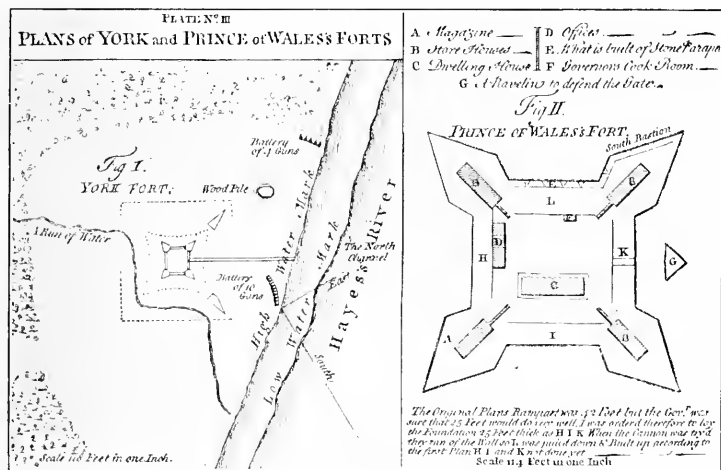 PLATE Nº III
PLANS of YORK and PRINCE of WALES's FORTS
Fig I.
YORK FORT;
Battery
of 4 Guns
Wood Pile
A Run of Water
Battery
of 10
Guns
High Water Mark
Low Water Mark
The North
Channel
East
South
Hayes's River
Scale 118 Feet in one Inch
A Magazine
B Store Houses
C Dwelling House
D Offices
E What is built of Stone
F Governors Cook Room
G A Ravelin to defend the Gate
Fig II.
PRINCE OF WALES's FORT,
South Bastion
B
E
B
L
F
D
H
K
G
C
A
I
B
The Original Plans Rampart was 42 Feet but the Govr. was
sure that 25 Feet would do very well, I was orderd therefore to lay
the Foundation 25 Feet thick as H I K When the Cannon was try'd
they run of the Wall so L was pulled down & Built up according to
the first Plan H I and K not done yet
Scale 114 Feet in one Inch